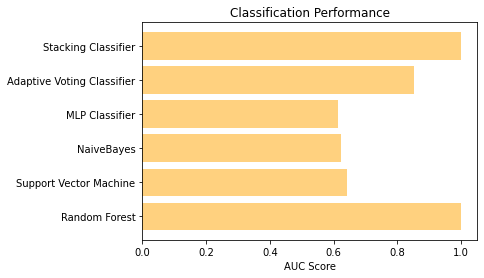 Classification Performance
Stacking Classifier
Adaptive Voting Classifier
MLP Classifier
NaiveBayes
Support Vector Machine
Random Forest
0.0 0.2 0.4 0.6 0.8 1.0
AUC Score